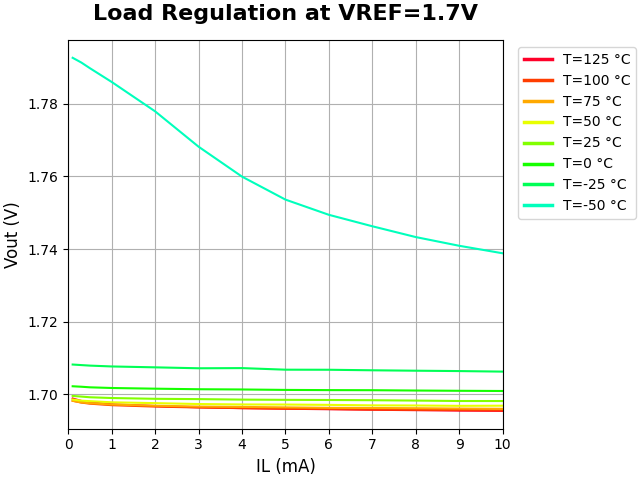 Load Regulation at VREF=1.7V
Vout (V)
1.78
1.76
1.74
1.72
1.70
0 1 2 3 4 5 6 7 8 9 10
IL (mA)
T=125 °C
T=100 °C
T=75 °C
T=50 °C
T=25 °C
T=0 °C
T=-25 °C
T=-50 °C